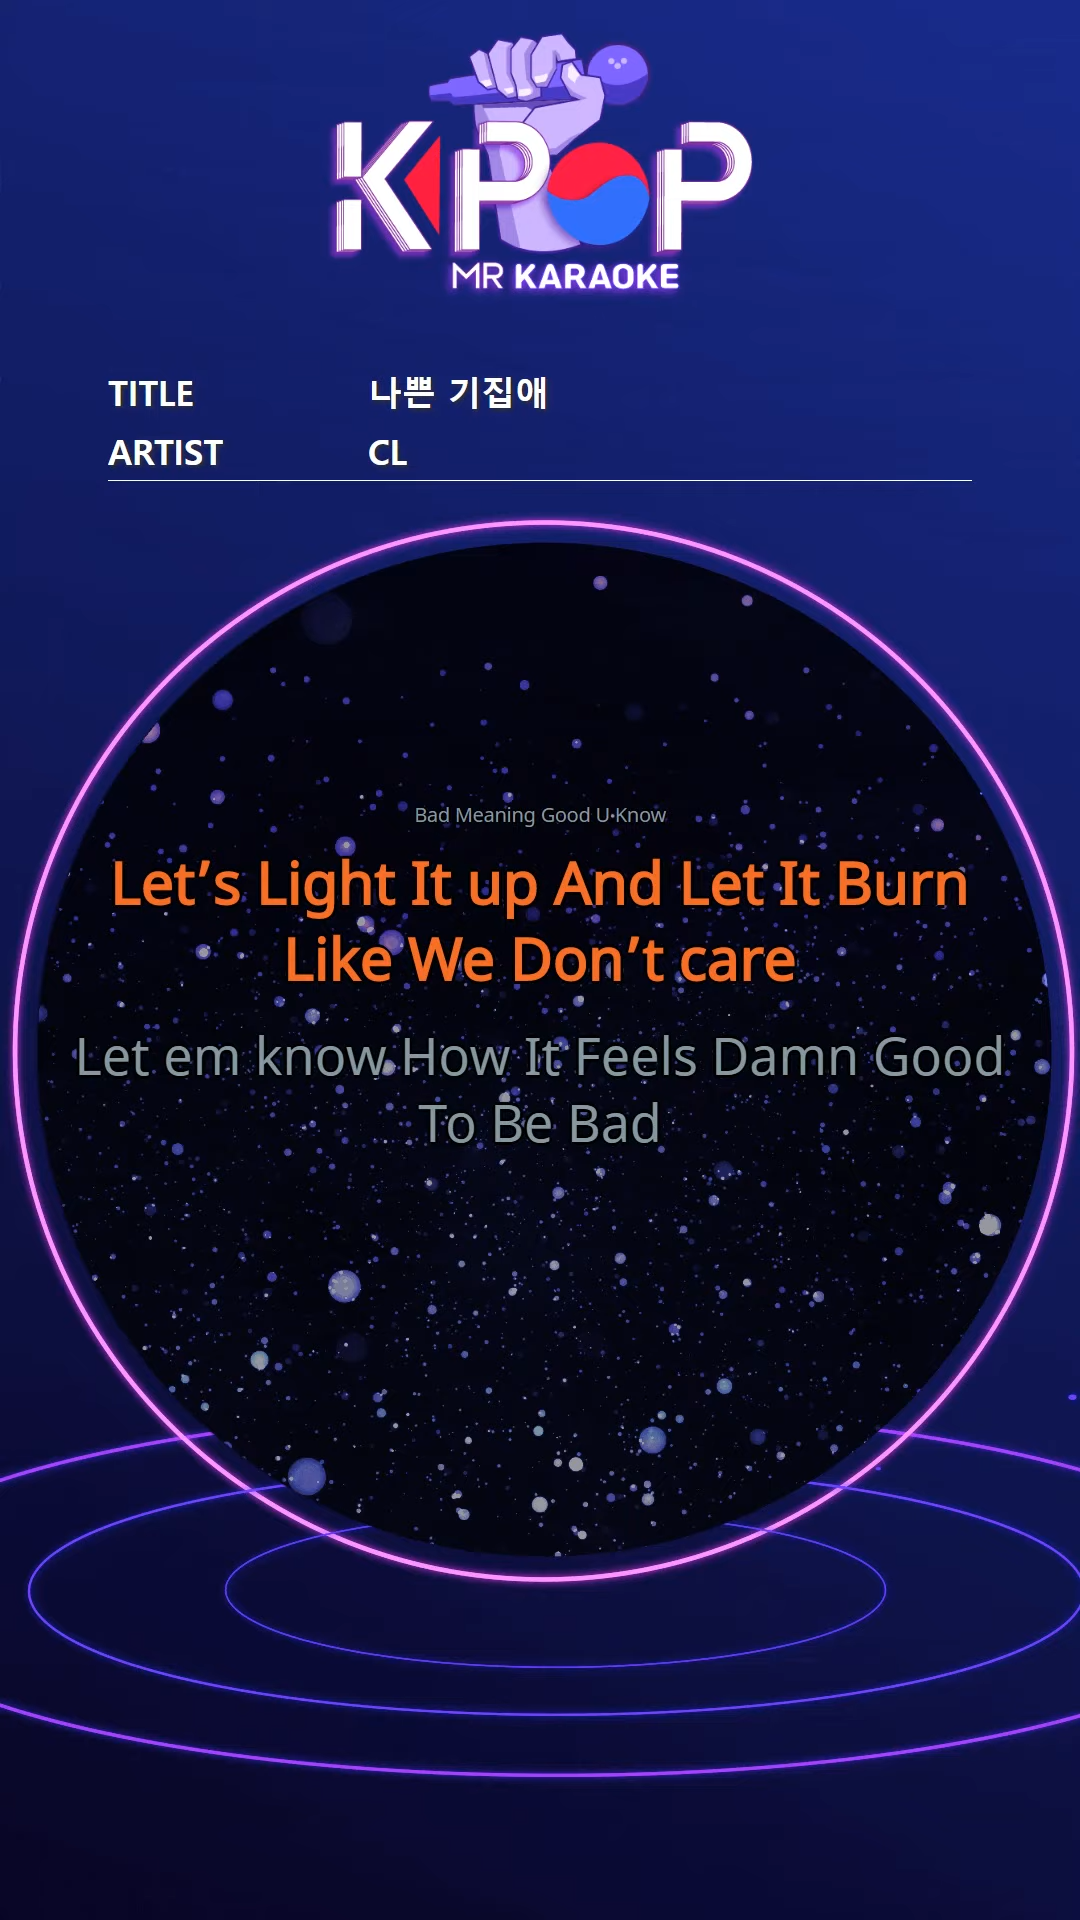 KPOP
MR KARAOKE
TITLE 나쁜 기집애
ARTIST CL
Bad Meaning Good U·Know
Let’s Light It up And Let It Burn
Like We Don’t care
Let em know How It Feels Damn Good
To Be Bad